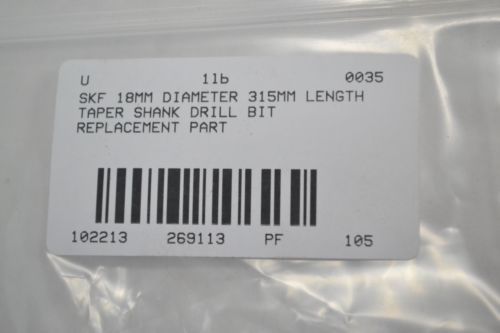 U 1lb 0035
SKF 18MM DIAMETER 315MM LENGTH
TAPER SHANK DRILL BIT
REPLACEMENT PART
102213 269113 PF 105